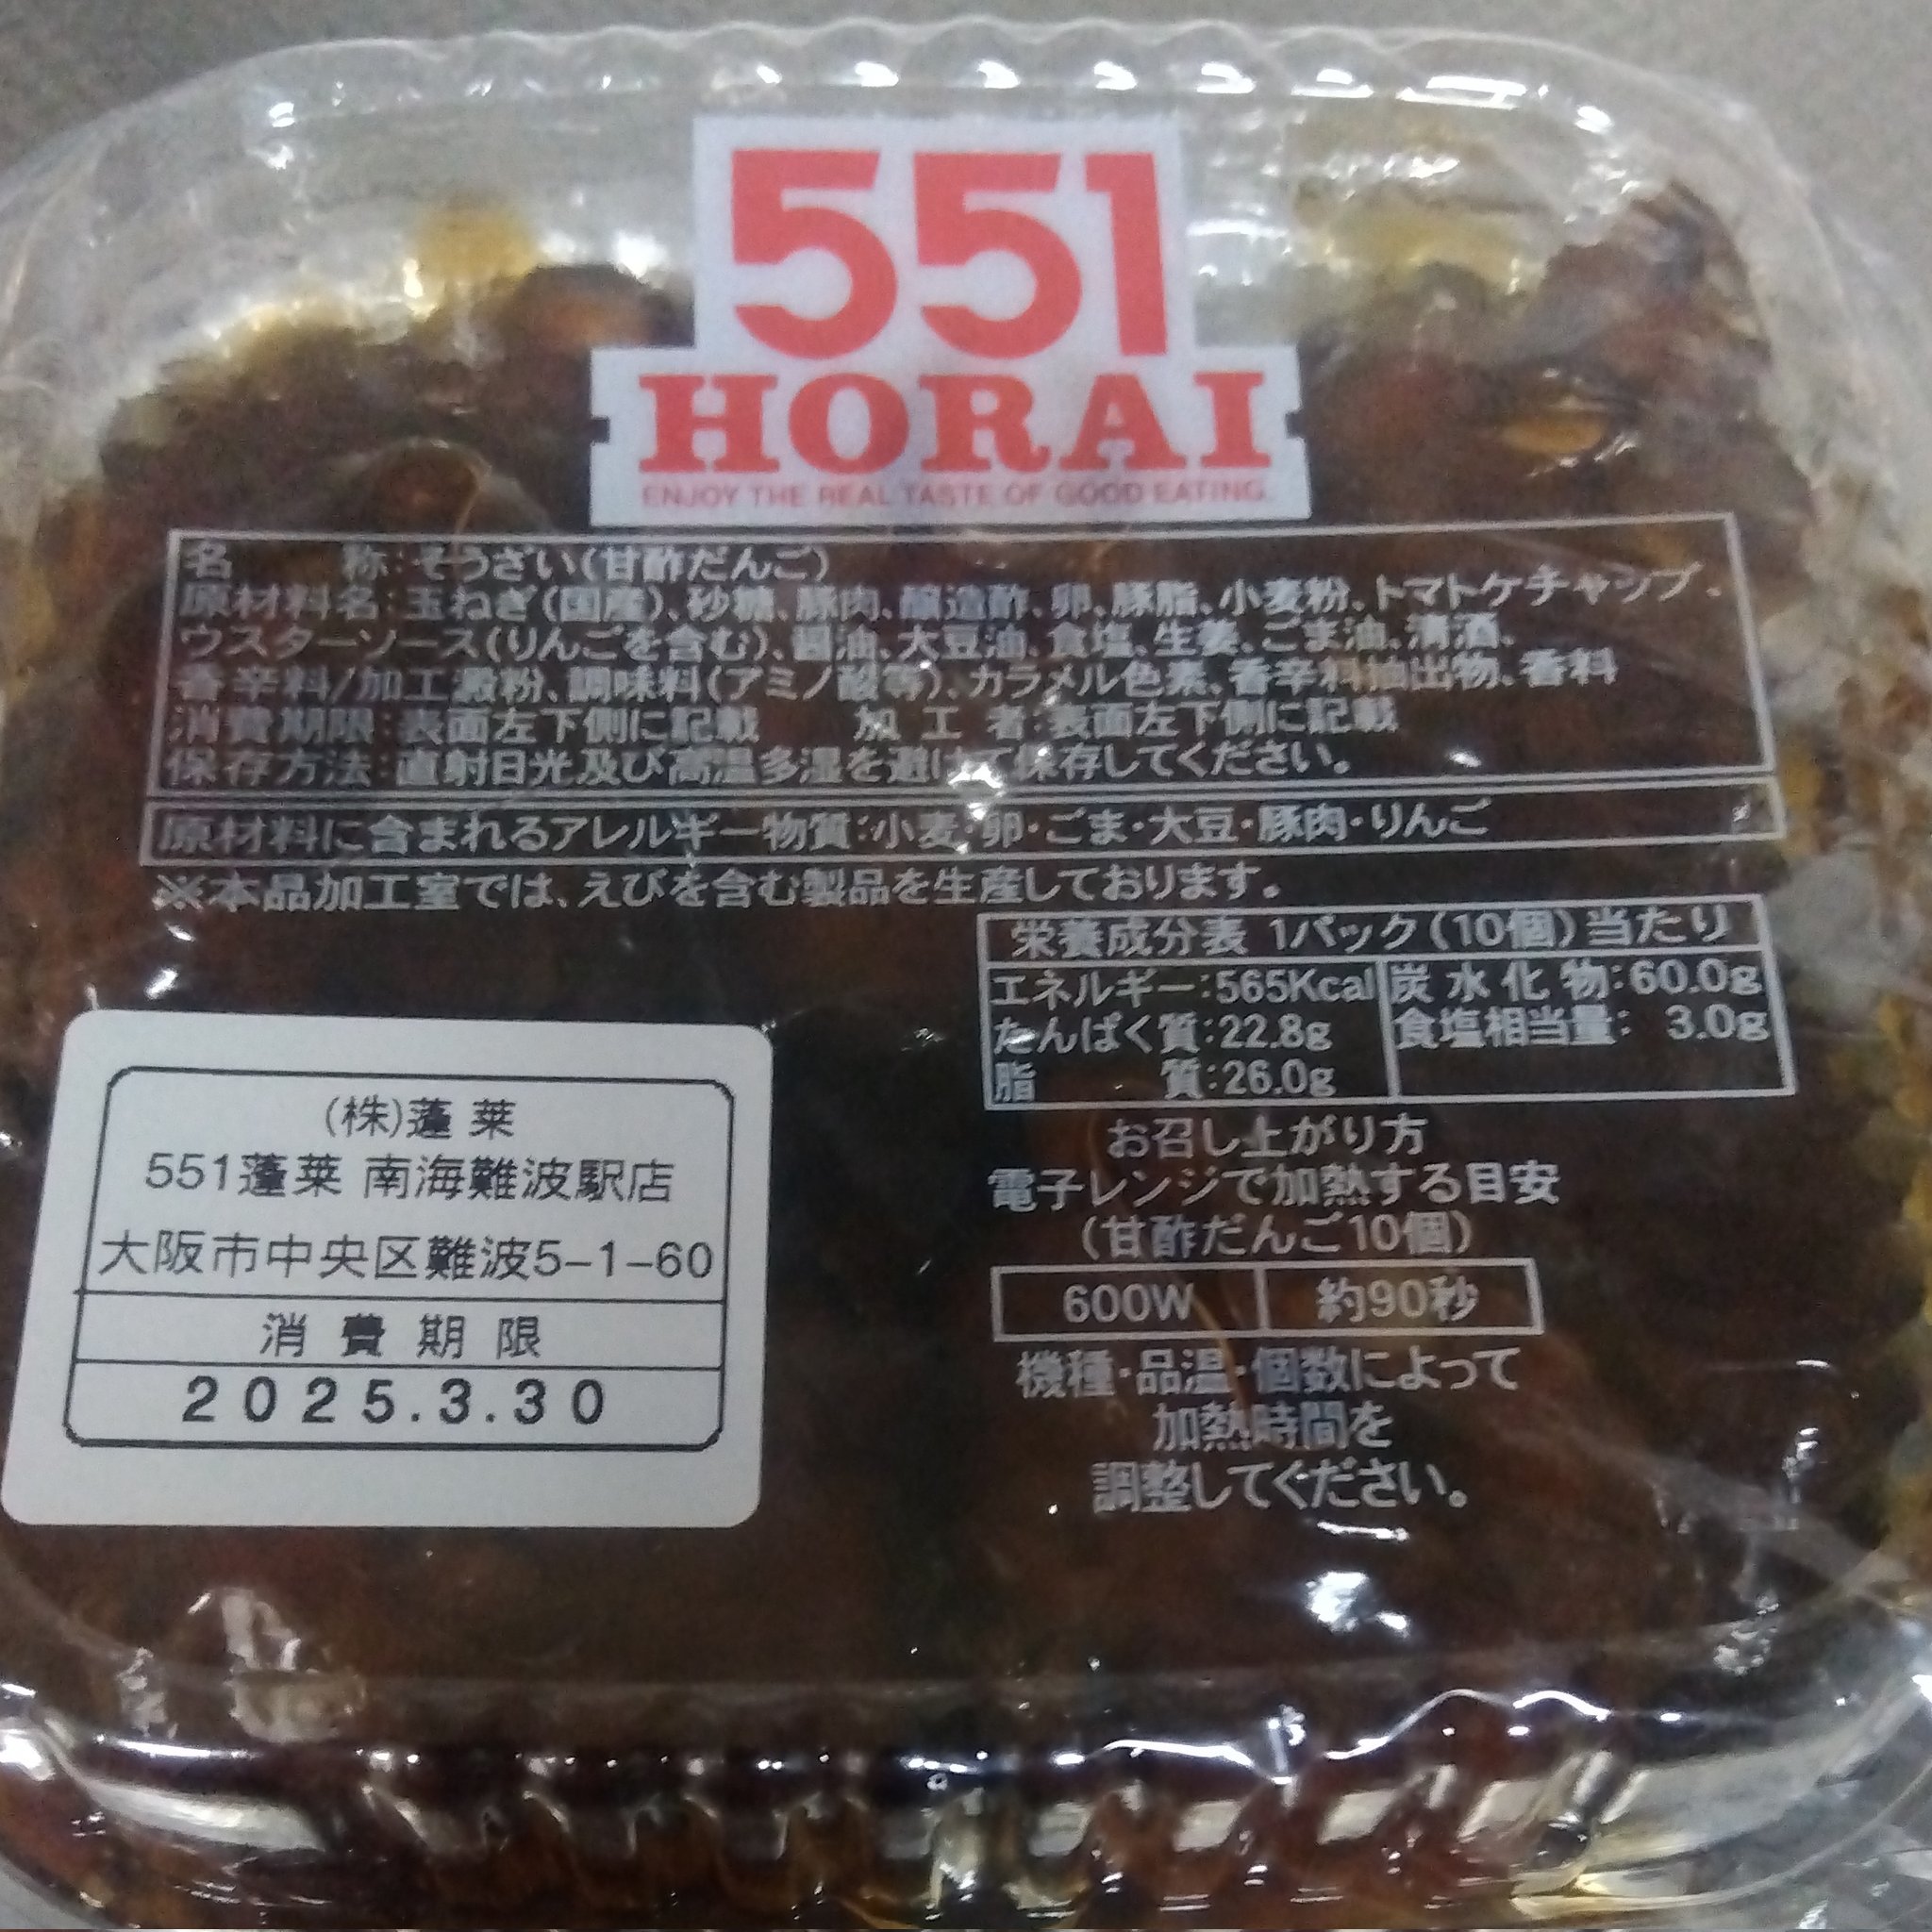 551
HORAI
ENJOY THE REAL TASTE OF GOOD EATING.
名 称:そうざい(甘酢だんご)
原材料名:玉ねぎ(国産)、砂糖、豚肉、醸造酢、卵、豚脂、小麦粉、トマトケチャップ、
ウスターソース(りんごを含む)、醤油、大豆油、食塩、生姜、ごま油、清酒、
香辛料/加工澱粉、調味料(アミノ酸等)、カラメル色素、香辛料抽出物、香料
消費期限:表面左下側に記載 加工者:表面左下側に記載
保存方法:直射日光及び高温多湿を避けて保存してください。
原材料に含まれるアレルギー物質:小麦・卵・ごま・大豆・豚肉・りんご
※本品加工室では、えびを含む製品を生産しております。
栄養成分表 1パック(10個)当たり
エネルギー:565Kcal 炭水化物:60.0g
たんぱく質:22.8g 食塩相当量: 3.0g
脂 質:26.0g
お召し上がり方
電子レンジで加熱する目安
(甘酢だんご10個)
600W 約90秒
機種・品温・個数によって
加熱時間を
調整してください。
(株)蓬莱
551蓬莱 南海難波駅店
大阪市中央区難波5-1-60
消費期限
2025.3.30